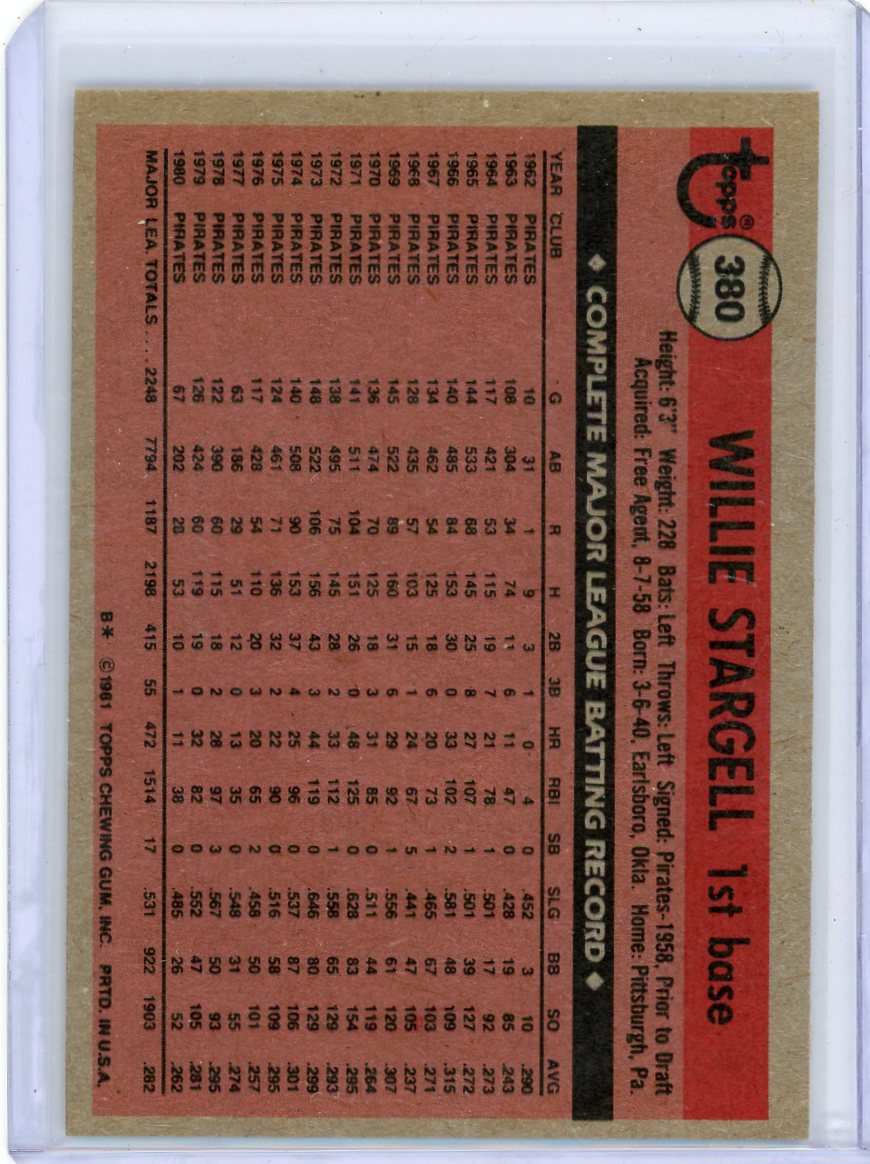 topps®
380
WILLIE STARGELL 1st base
Height: 6'3" Weight: 228 Bats: Left Throws: Left Signed: Pirates-1958, Prior to Draft
Acquired: Free Agent, 8-7-58 Born: 3-6-40, Earlsboro, Okla. Home: Pittsburgh, Pa.
◆ COMPLETE MAJOR LEAGUE BATTING RECORD ◆
YEAR CLUB G AB R H 2B 3B HR RBI SB SLG BB SO AVG
1962 PIRATES 10 31 1 9 3 1 0 4 0 .452 3 10 .290
1963 PIRATES 108 304 34 74 11 6 11 47 0 .428 19 85 .243
1964 PIRATES 117 421 53 115 19 7 21 78 1 .501 17 92 .273
1965 PIRATES 144 533 68 145 25 8 27 107 1 .501 39 127 .272
1966 PIRATES 140 485 84 153 30 0 33 102 2 .581 48 109 .315
1967 PIRATES 134 462 54 125 18 6 20 73 1 .465 67 103 .271
1968 PIRATES 128 435 57 103 15 1 24 67 5 .441 47 105 .237
1969 PIRATES 145 522 89 160 31 6 29 92 1 .556 61 120 .307
1970 PIRATES 136 474 70 125 18 3 31 85 0 .511 44 119 .264
1971 PIRATES 141 511 104 151 26 0 48 125 0 .628 83 154 .295
1972 PIRATES 138 495 75 145 28 2 33 112 1 .558 65 129 .293
1973 PIRATES 148 522 106 156 43 3 44 119 0 .646 80 129 .299
1974 PIRATES 140 508 90 153 37 4 25 96 0 .537 87 106 .301
1975 PIRATES 124 461 71 136 32 2 22 90 0 .516 58 109 .295
1976 PIRATES 117 428 54 110 20 3 20 65 2 .458 50 101 .257
1977 PIRATES 63 186 29 51 12 0 13 35 0 .548 31 55 .274
1978 PIRATES 122 390 60 115 18 2 28 97 3 .567 50 93 .295
1979 PIRATES 126 424 60 119 19 0 32 82 0 .552 47 105 .281
1980 PIRATES 67 202 28 53 10 1 11 38 0 .485 26 52 .262
MAJOR LEA. TOTALS .... 2248 7794 1187 2198 415 55 472 1514 17 .531 922 1903 .282
B* ©1981 TOPPS CHEWING GUM, INC. PRTD. IN U.S.A.